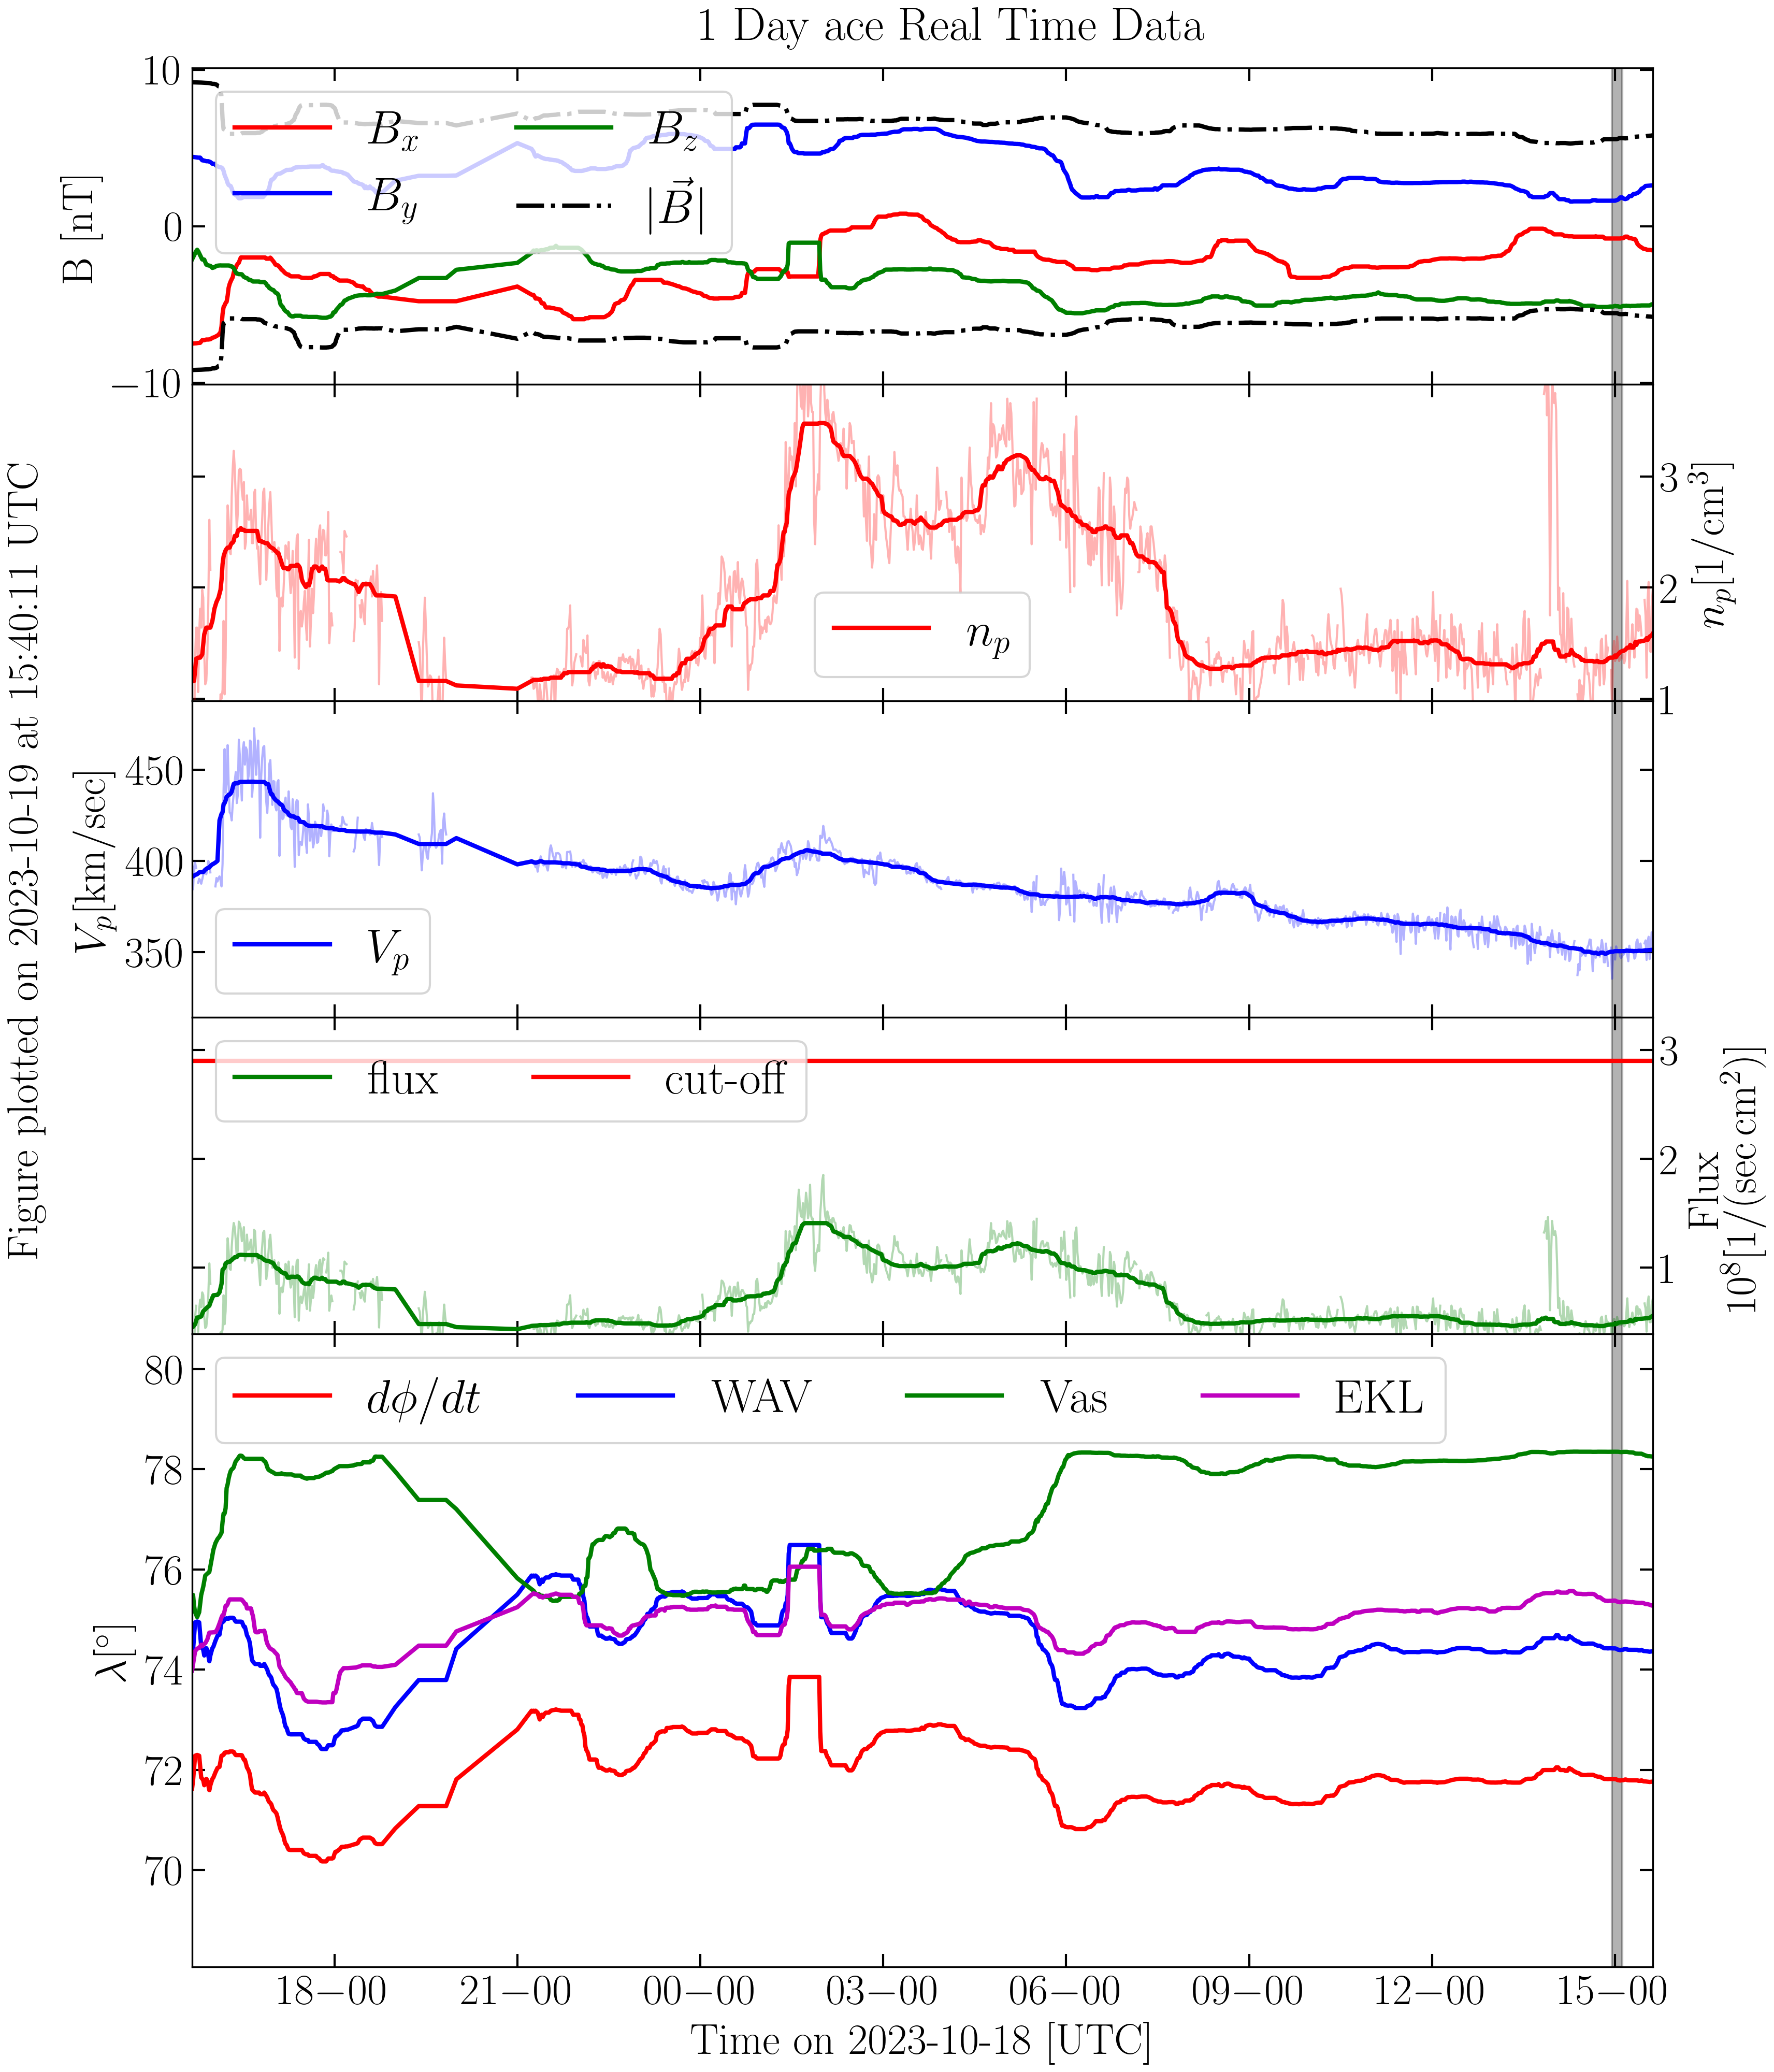 1 Day ace Real Time Data
Figure plotted on 2023-10-19 at 15:40:11 UTC
B [nT]
10
0
−10
B_x
B_y
B_z
|B⃗|
n_p[1/cm³]
3
2
1
n_p
V_p[km/sec]
450
400
350
V_p
flux
cut-off
3
2
1
Flux
10⁸[1/(sec cm²)]
λ[°]
80
78
76
74
72
70
dϕ/dt
WAV
Vas
EKL
18−00 21−00 00−00 03−00 06−00 09−00 12−00 15−00
Time on 2023-10-18 [UTC]